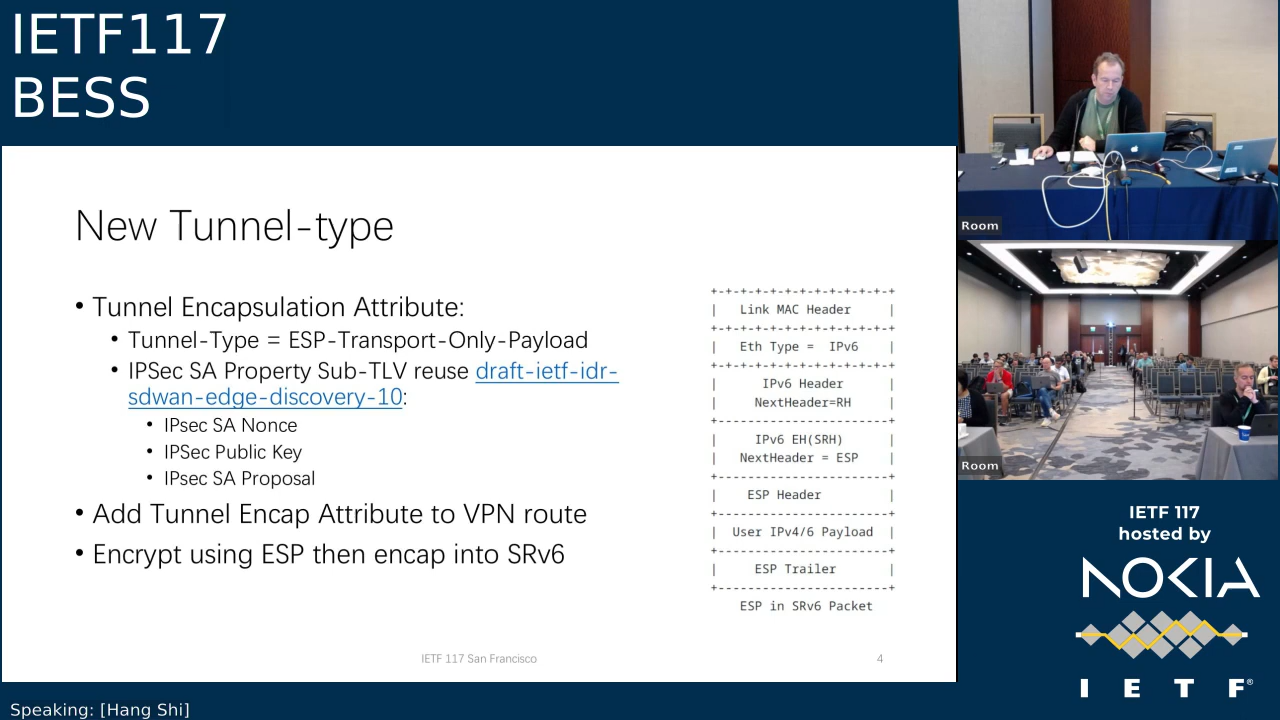 IETF117
BESS
New Tunnel-type
• Tunnel Encapsulation Attribute:
• Tunnel-Type = ESP-Transport-Only-Payload
• IPSec SA Property Sub-TLV reuse draft-ietf-idr-
sdwan-edge-discovery-10:
• IPsec SA Nonce
• IPSec Public Key
• IPsec SA Proposal
• Add Tunnel Encap Attribute to VPN route
• Encrypt using ESP then encap into SRv6
+-+-+-+-+-+-+-+-+-+-+-+-+
| Link MAC Header |
+-+-+-+-+-+-+-+-+-+-+-+-+
| Eth Type = IPv6 |
+-+-+-+-+-+-+-+-+-+-+-+-+
| IPv6 Header |
| NextHeader=RH |
+-----------------------+
| IPv6 EH(SRH) |
| NextHeader = ESP |
+-----------------------+
| ESP Header |
+-----------------------+
| User IPv4/6 Payload |
+-----------------------+
| ESP Trailer |
+-----------------------+
ESP in SRv6 Packet
IETF 117 San Francisco
4
Room
Room
IETF 117
hosted by
NOKIA
IETF®
Speaking: [Hang Shi]